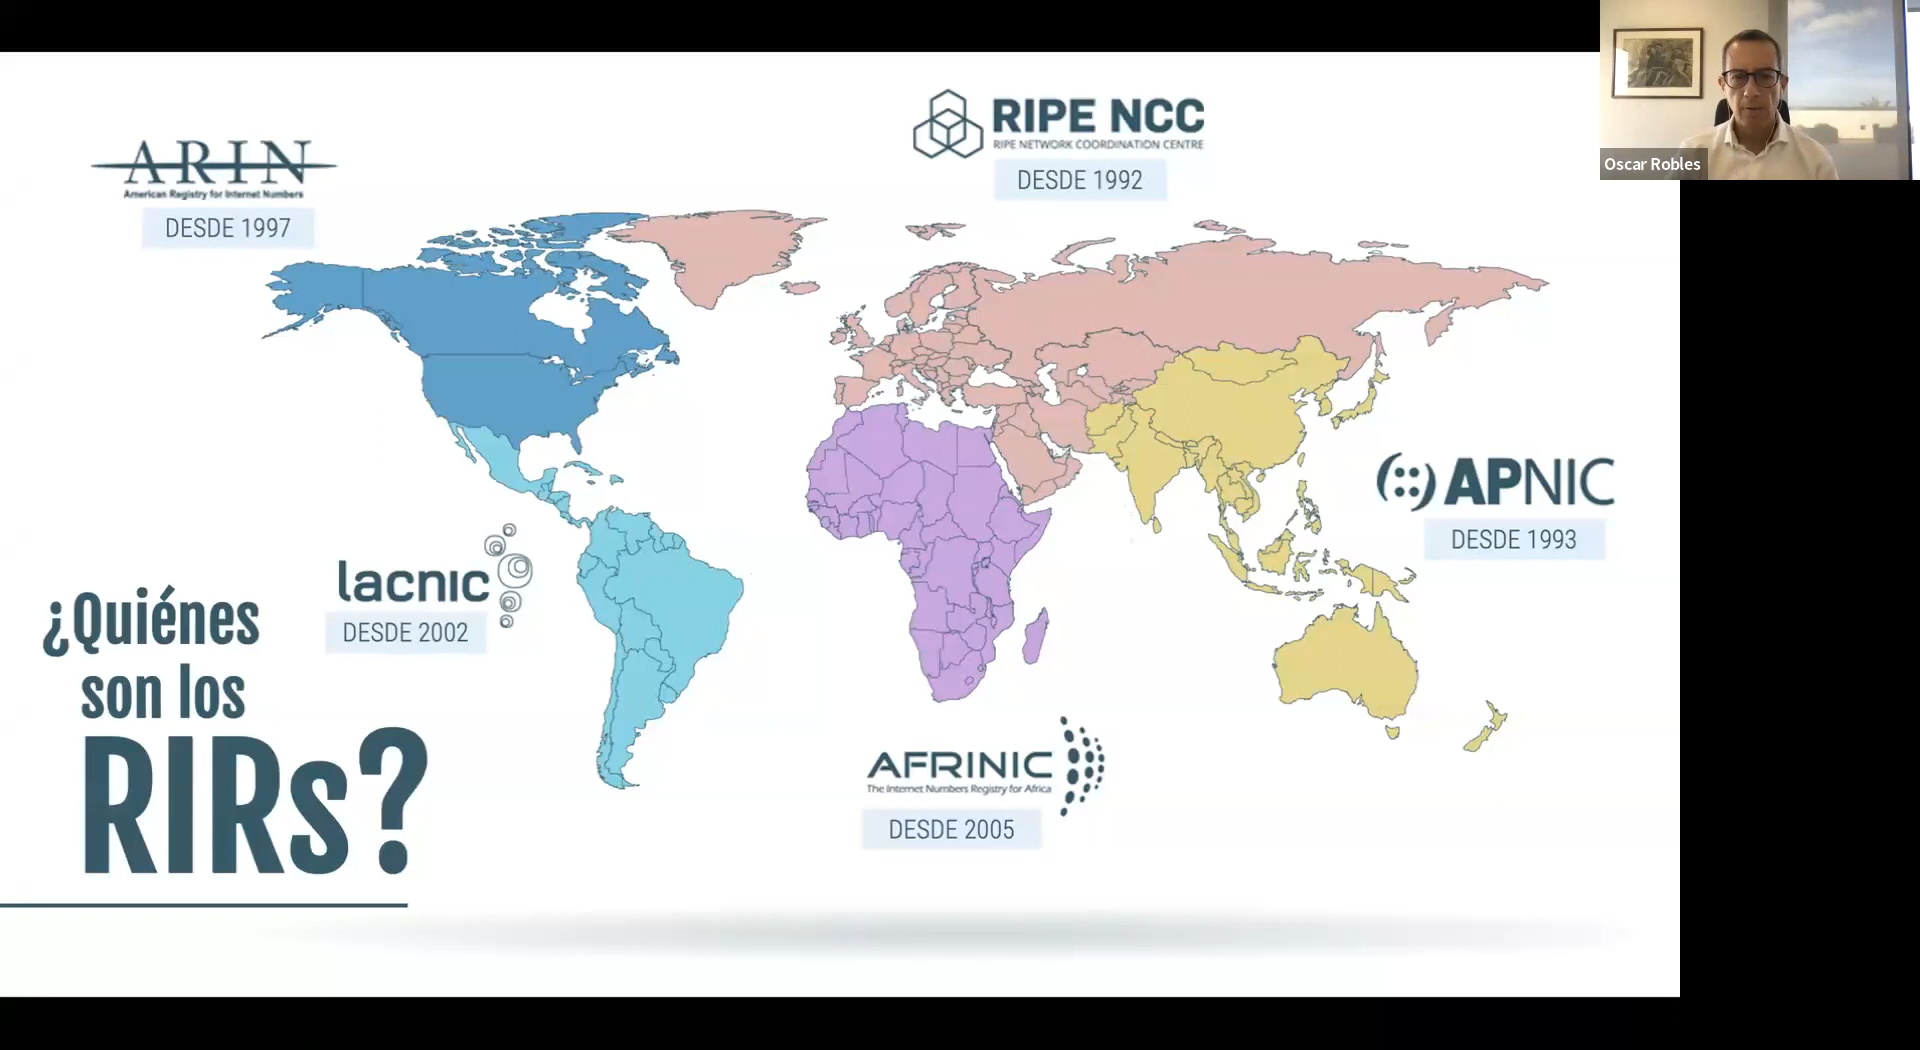 ARIN
American Registry for Internet Numbers
DESDE 1997
RIPE NCC
RIPE NETWORK COORDINATION CENTRE
DESDE 1992
Oscar Robles
APNIC
DESDE 1993
lacnic
DESDE 2002
¿Quiénes
son los
RIRs?
AFRINIC
The Internet Numbers Registry for Africa
DESDE 2005